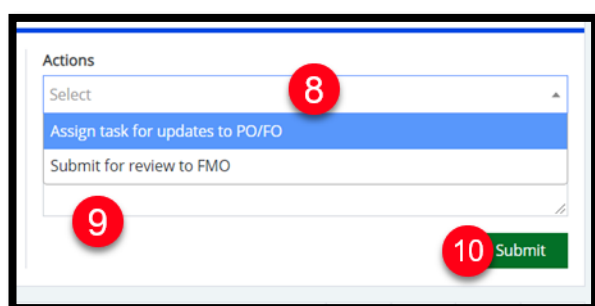 Actions
Select
8
Assign task for updates to PO/FO
Submit for review to FMO
9
10
Submit